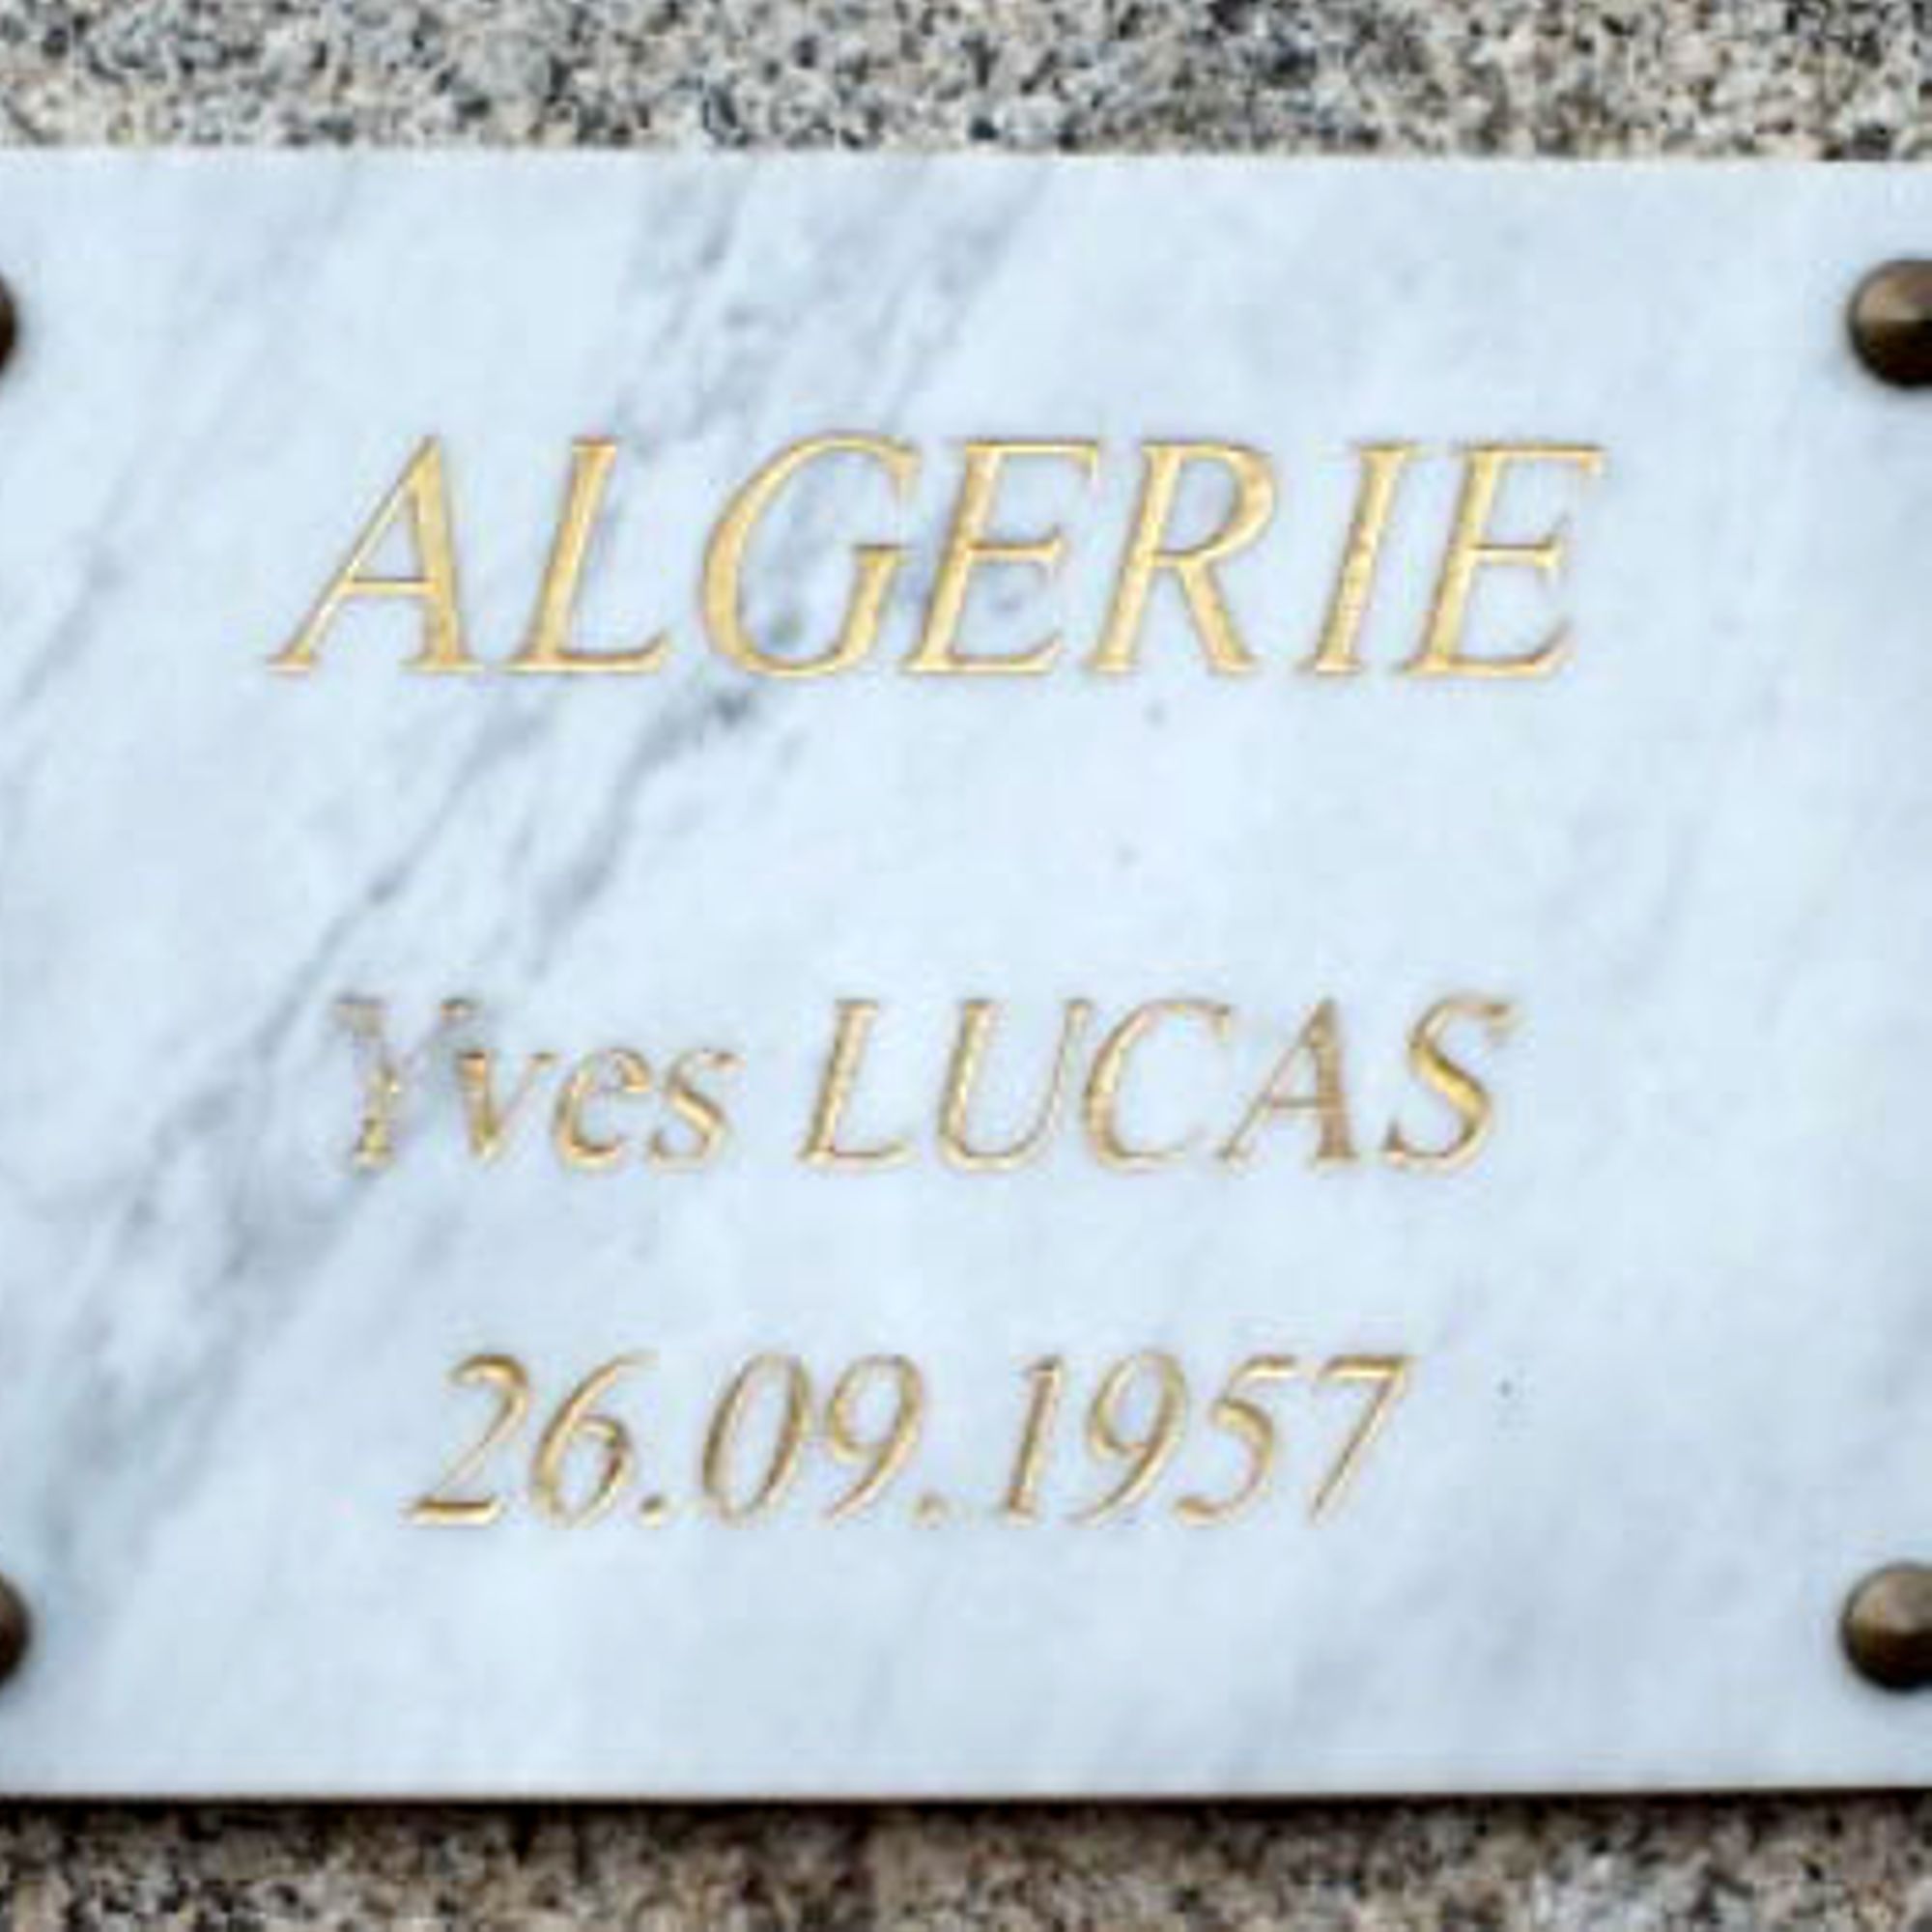 ALGERIE
Yves LUCAS
26.09.1957